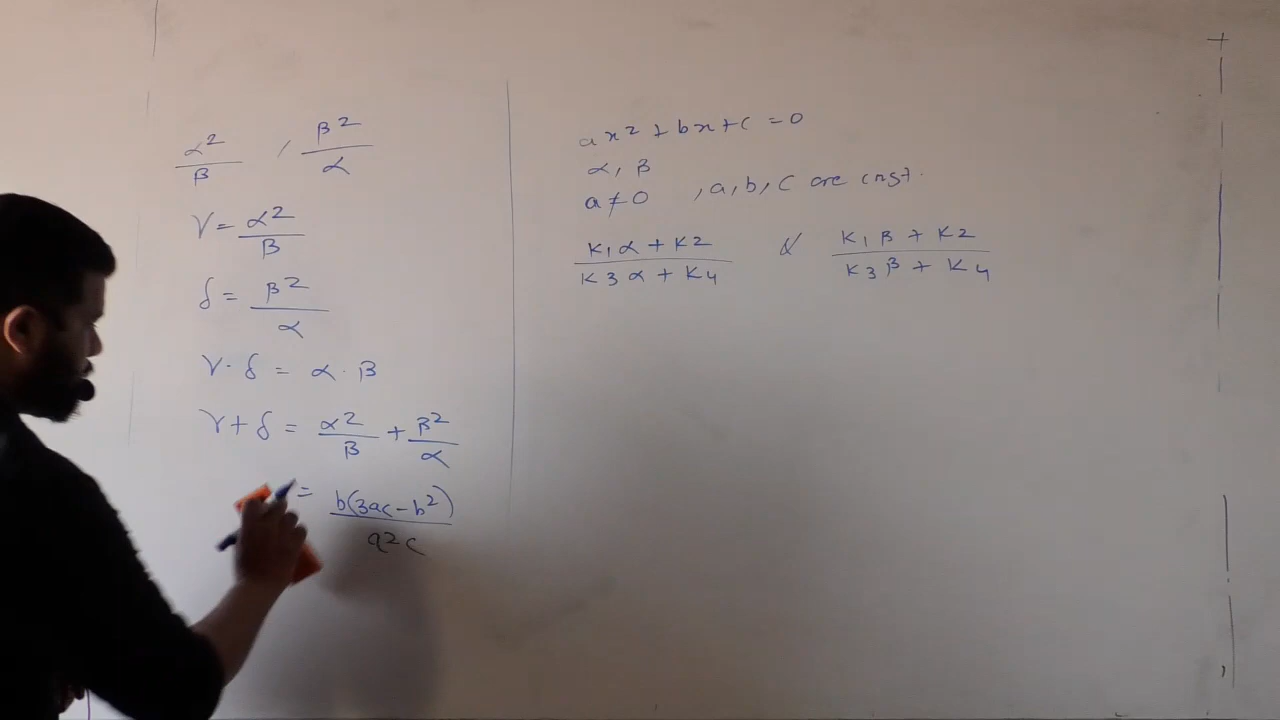 α²/β , β²/α
γ = α²/β
δ = β²/α
γ · δ = α · β
γ + δ = α²/β + β²/α
= b(3ac - b²)/a²c
ax² + bx + c = 0
α, β
a ≠ 0 , a, b, c are cnst.
(K₁α + K₂)/(K₃α + K₄) & (K₁β + K₂)/(K₃β + K₄)